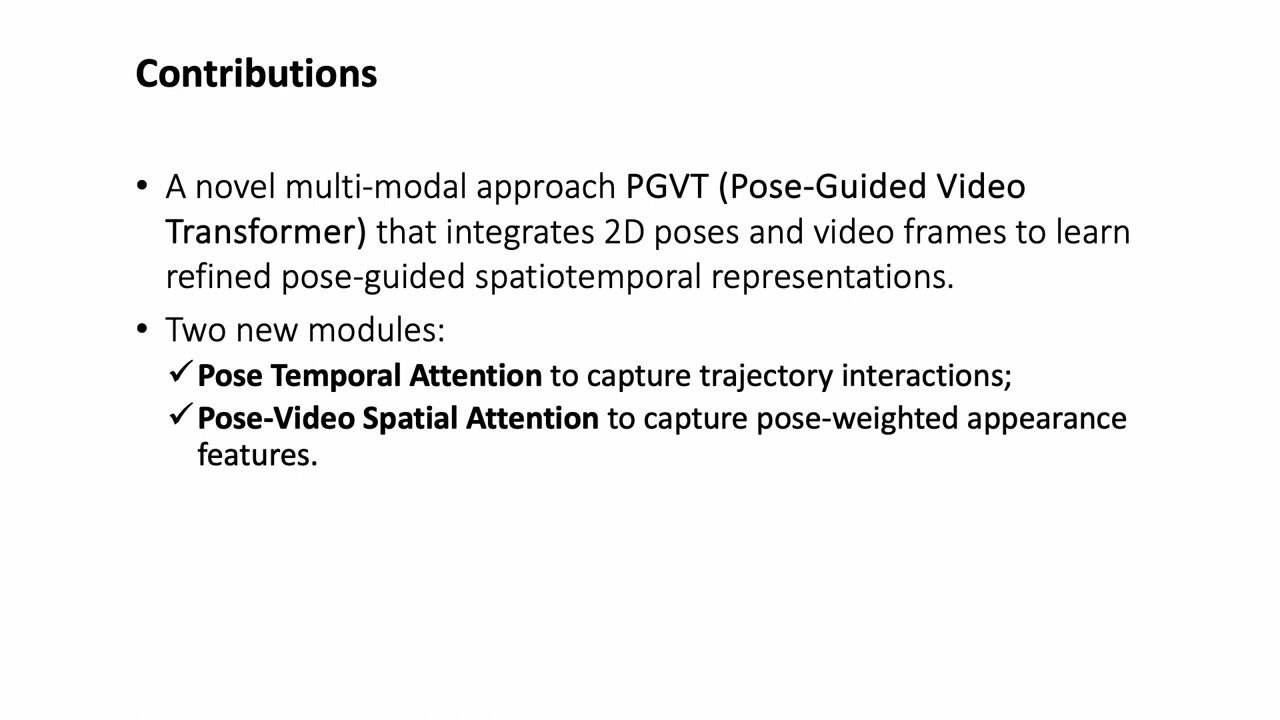 Contributions
• A novel multi-modal approach PGVT (Pose-Guided Video
Transformer) that integrates 2D poses and video frames to learn
refined pose-guided spatiotemporal representations.
• Two new modules:
✓Pose Temporal Attention to capture trajectory interactions;
✓Pose-Video Spatial Attention to capture pose-weighted appearance
features.